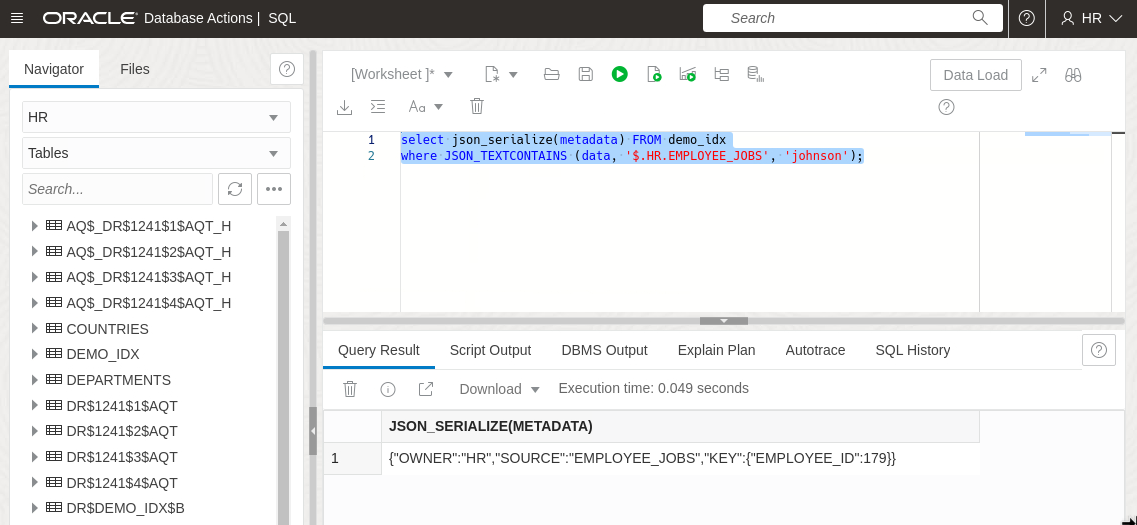 ORACLE Database Actions | SQL
Search
HR
Navigator
Files
HR
Tables
Search...
AQ$_DR$1241$1$AQT_H
AQ$_DR$1241$2$AQT_H
AQ$_DR$1241$3$AQT_H
AQ$_DR$1241$4$AQT_H
COUNTRIES
DEMO_IDX
DEPARTMENTS
DR$1241$1$AQT
DR$1241$2$AQT
DR$1241$3$AQT
DR$1241$4$AQT
DR$DEMO_IDX$B
[Worksheet ]*
Data Load
Aa
1 select json_serialize(metadata) FROM demo_idx
2 where JSON_TEXTCONTAINS (data, '$.HR.EMPLOYEE_JOBS', 'johnson');
Query Result Script Output DBMS Output Explain Plan Autotrace SQL History
Download Execution time: 0.049 seconds
JSON_SERIALIZE(METADATA)
1 {"OWNER":"HR","SOURCE":"EMPLOYEE_JOBS","KEY":{"EMPLOYEE_ID":179}}